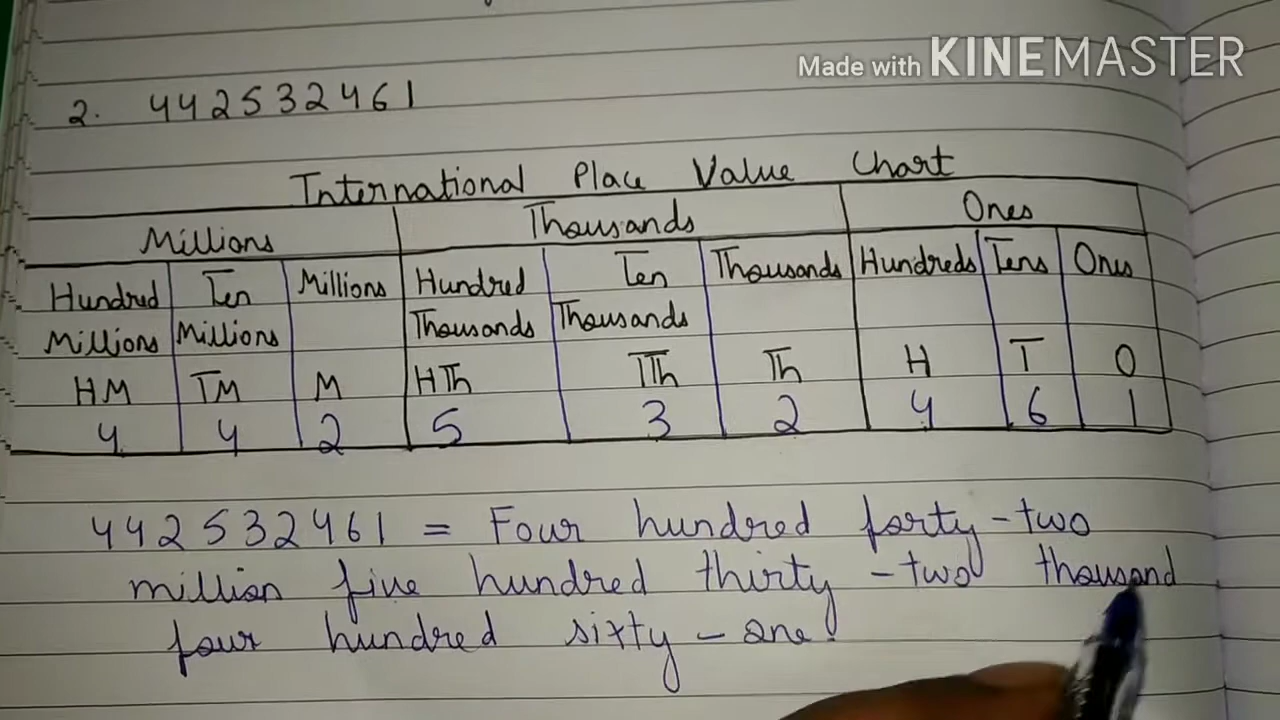 Made with KINEMASTER
2. 442532461
International Place Value Chart
Millions Thousands Ones
Hundred Ten Millions Hundred Ten Thousands Hundreds Tens Ones
Millions Millions Thousands Thousands
HM TM M HTh TTh Th H T O
4 4 2 5 3 2 4 6 1
442532461 = Four hundred forty-two
million five hundred thirty-two thousand
four hundred sixty-one.